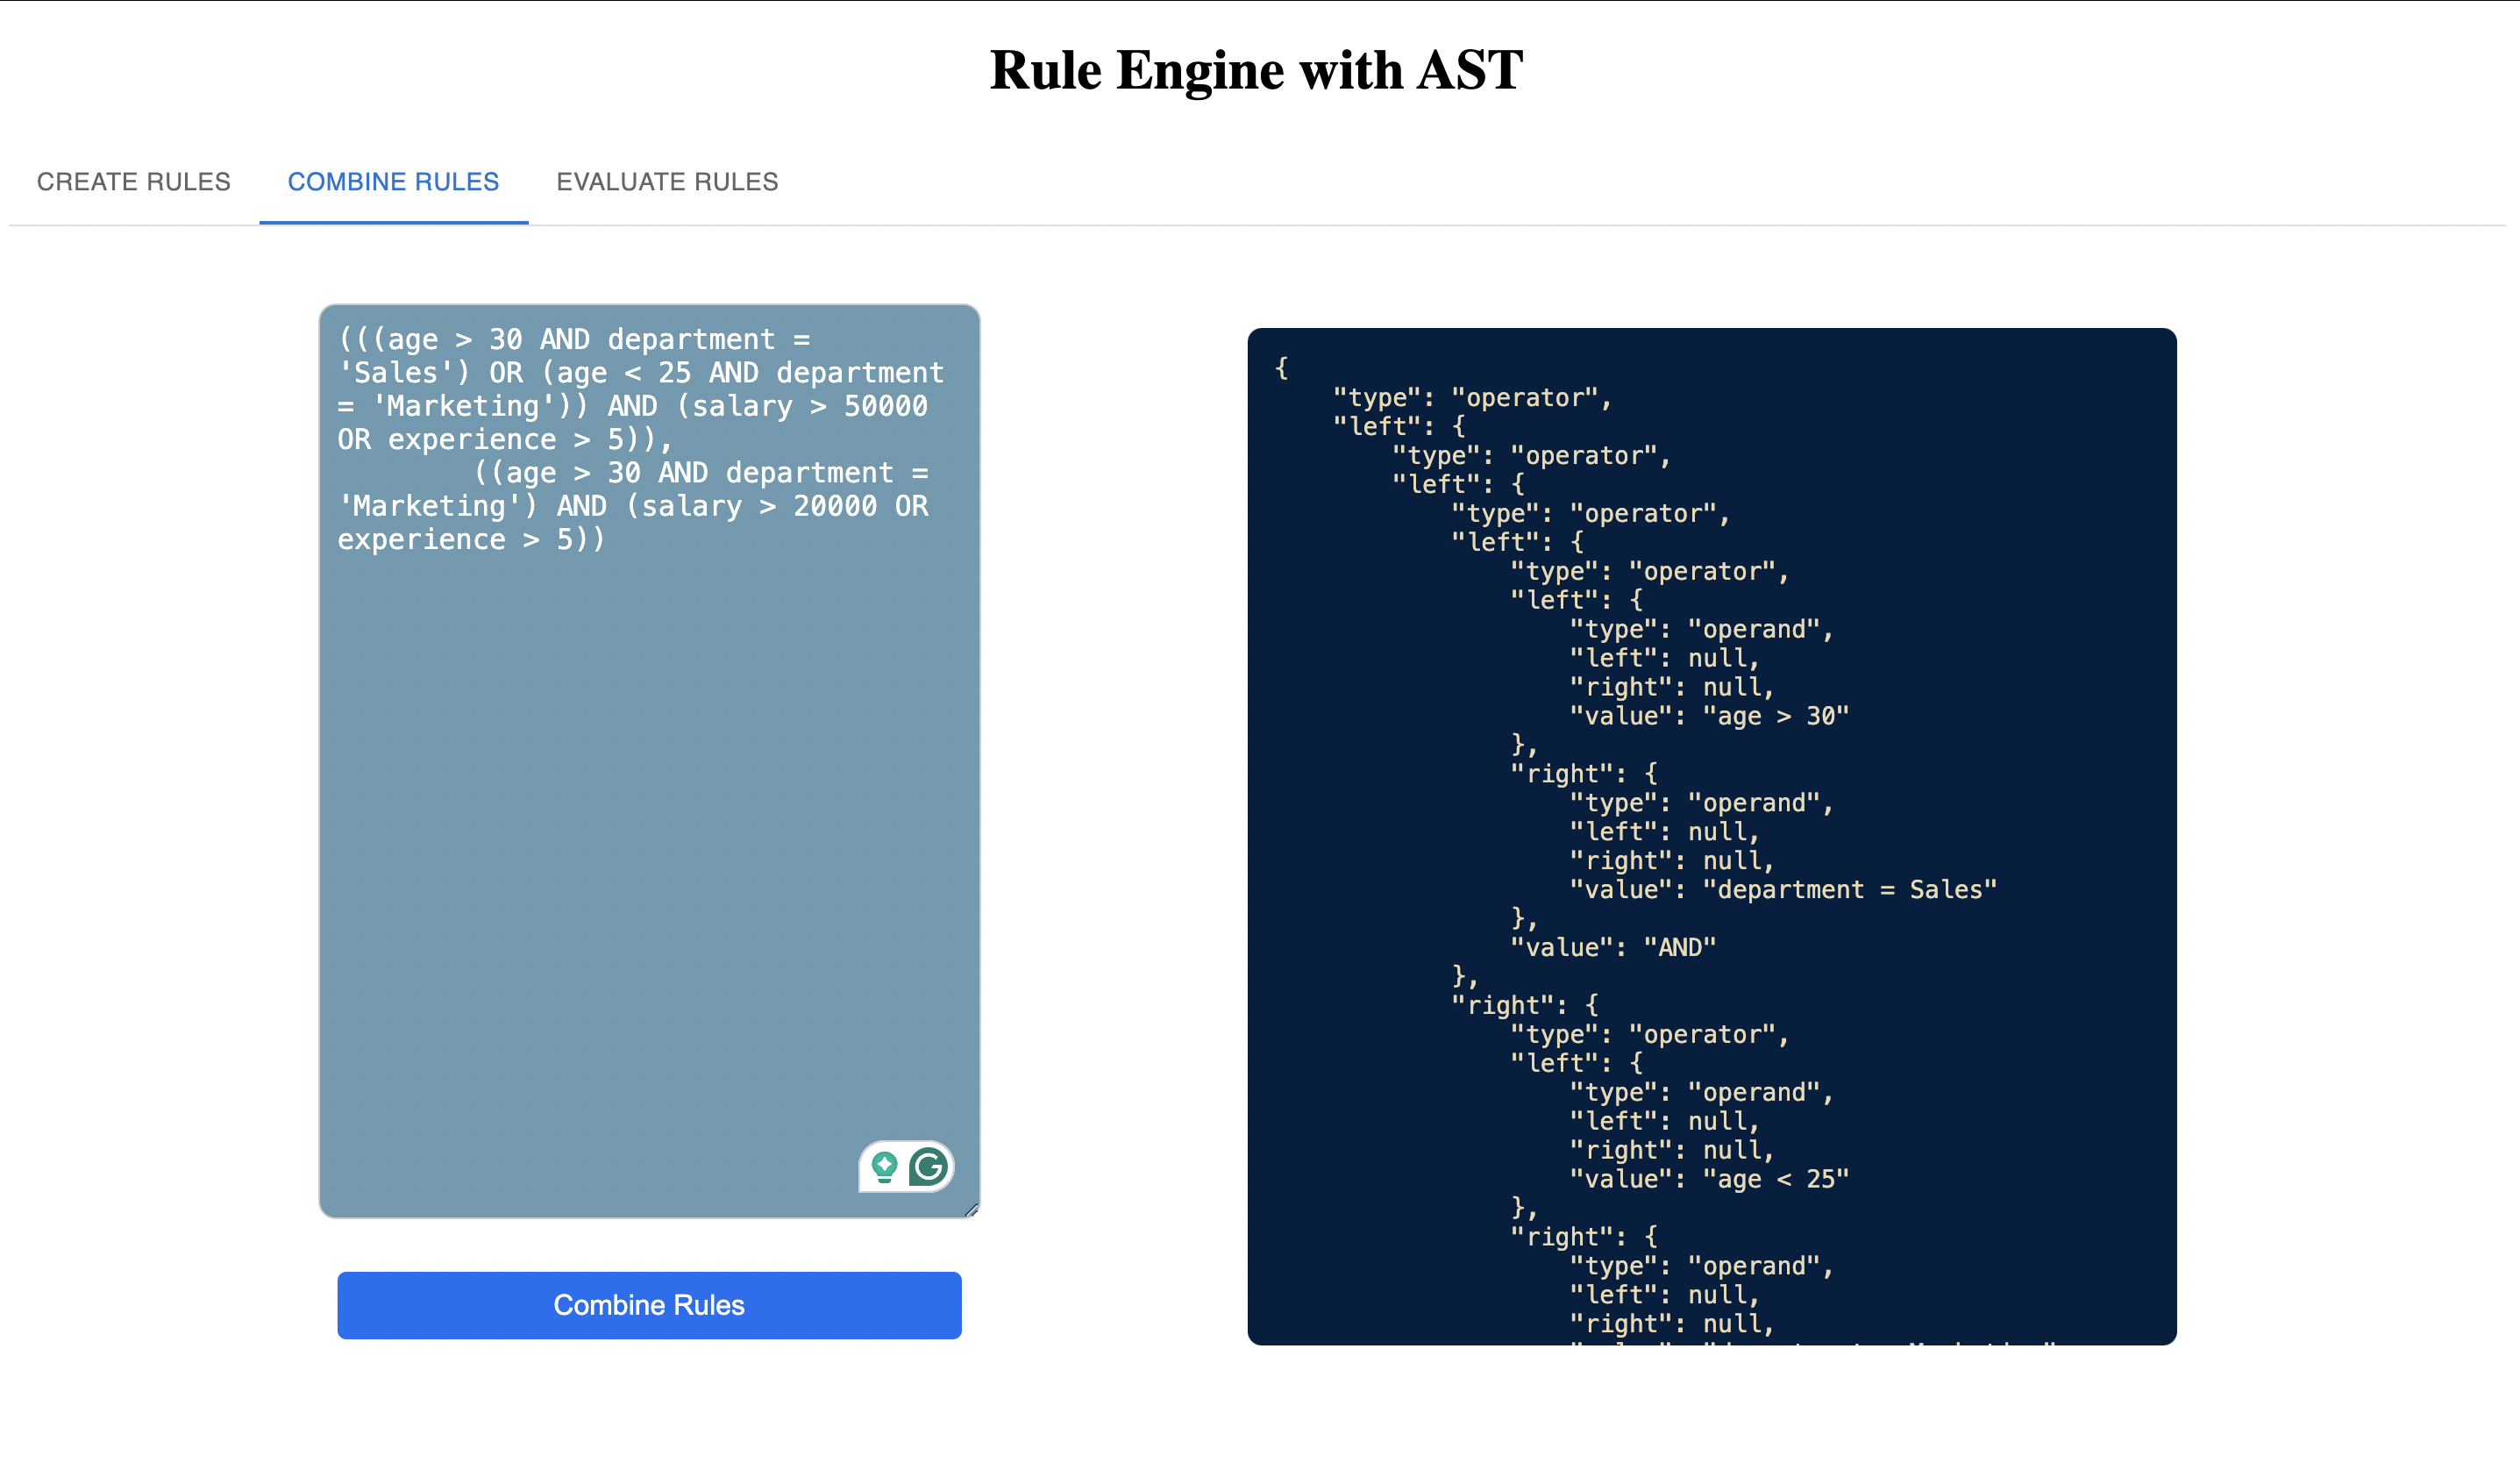 Rule Engine with AST
CREATE RULES
COMBINE RULES
EVALUATE RULES
(((age > 30 AND department =
'Sales') OR (age < 25 AND department
= 'Marketing')) AND (salary > 50000
OR experience > 5)),
((age > 30 AND department =
'Marketing') AND (salary > 20000 OR
experience > 5))
Combine Rules
{
"type": "operator",
"left": {
"type": "operator",
"left": {
"type": "operator",
"left": {
"type": "operator",
"left": {
"type": "operand",
"left": null,
"right": null,
"value": "age > 30"
},
"right": {
"type": "operand",
"left": null,
"right": null,
"value": "department = Sales"
},
"value": "AND"
},
"right": {
"type": "operator",
"left": {
"type": "operand",
"left": null,
"right": null,
"value": "age < 25"
},
"right": {
"type": "operand",
"left": null,
"right": null,